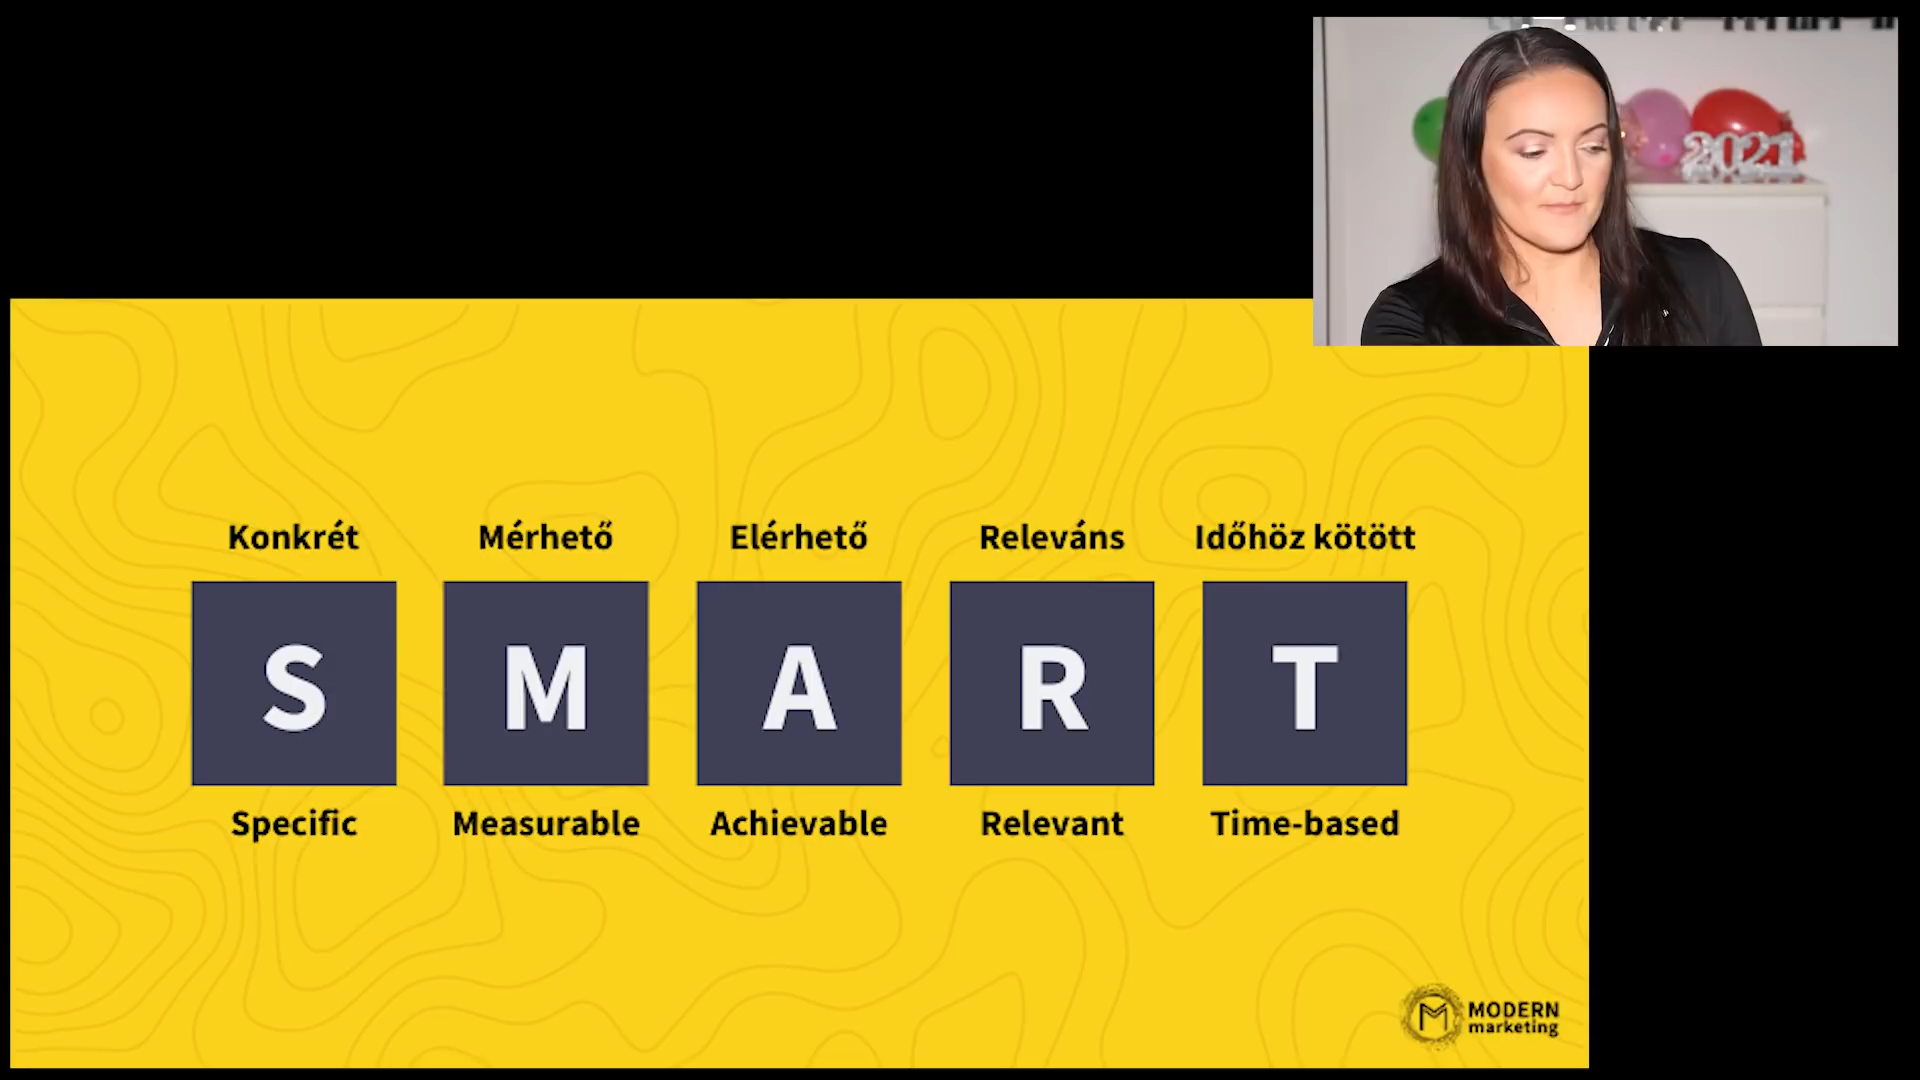 2021
Konkrét
Mérhető
Elérhető
Releváns
Időhöz kötött
S
M
A
R
T
Specific
Measurable
Achievable
Relevant
Time-based
MODERN
marketing